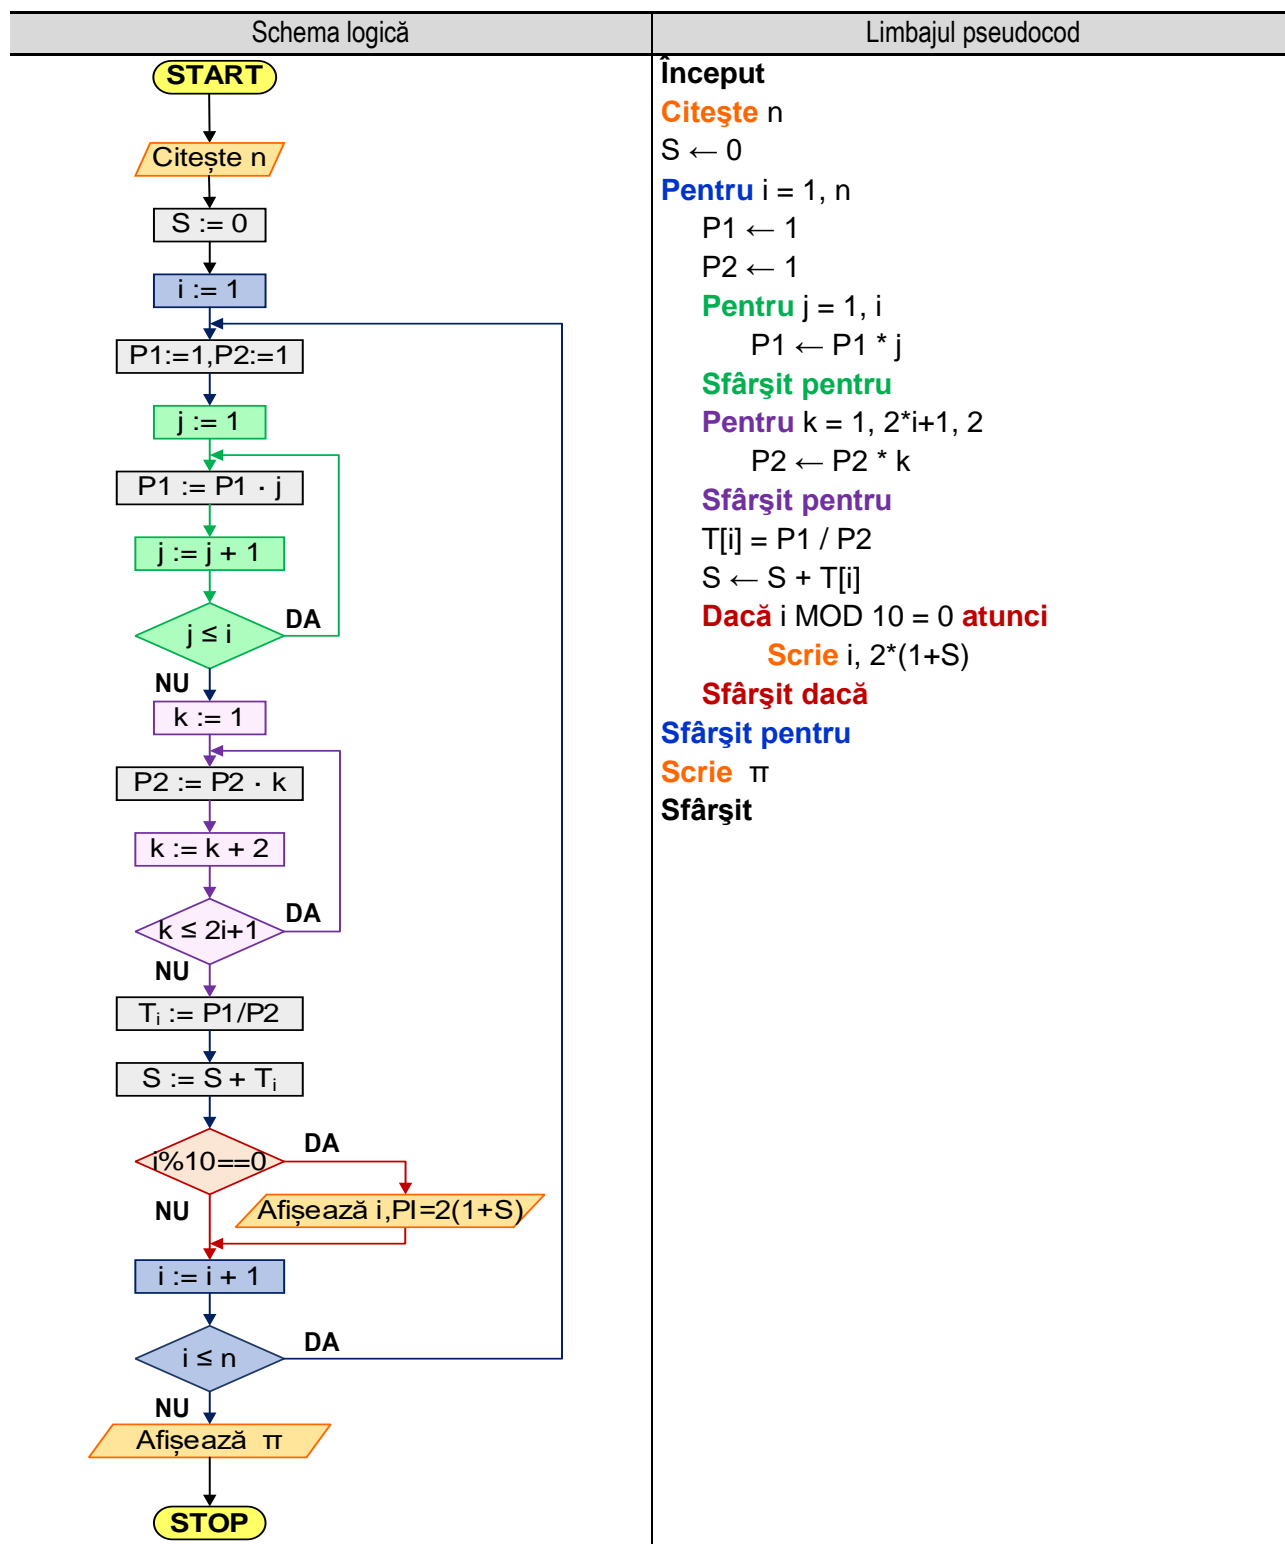 Schema logică
Limbajul pseudocod
START
Citește n
S := 0
i := 1
P1:=1,P2:=1
j := 1
P1 := P1 · j
j := j + 1
j ≤ i
DA
NU
k := 1
P2 := P2 · k
k := k + 2
k ≤ 2i+1
DA
NU
Ti := P1/P2
S := S + Ti
i%10==0
DA
NU
Afișează i,PI=2(1+S)
i := i + 1
i ≤ n
DA
NU
Afișează π
STOP
Început
Citeşte n
S ← 0
Pentru i = 1, n
P1 ← 1
P2 ← 1
Pentru j = 1, i
P1 ← P1 * j
Sfârşit pentru
Pentru k = 1, 2*i+1, 2
P2 ← P2 * k
Sfârşit pentru
T[i] = P1 / P2
S ← S + T[i]
Dacă i MOD 10 = 0 atunci
Scrie i, 2*(1+S)
Sfârşit dacă
Sfârşit pentru
Scrie π
Sfârşit